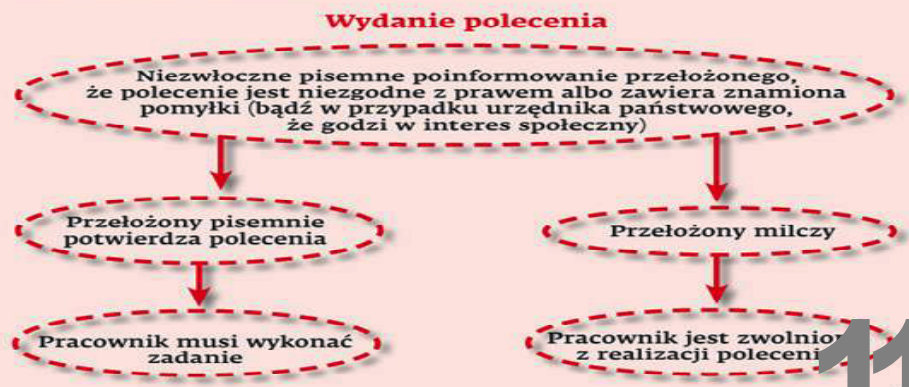 Wydanie polecenia
Niezwłoczne pisemne poinformowanie przełożonego,
że polecenie jest niezgodne z prawem albo zawiera znamiona
pomyłki (bądź w przypadku urzędnika państwowego,
że godzi w interes społeczny)
Przełożony pisemnie
potwierdza polecenia
Przełożony milczy
Pracownik musi wykonać
zadanie
Pracownik jest
z realizacji
11